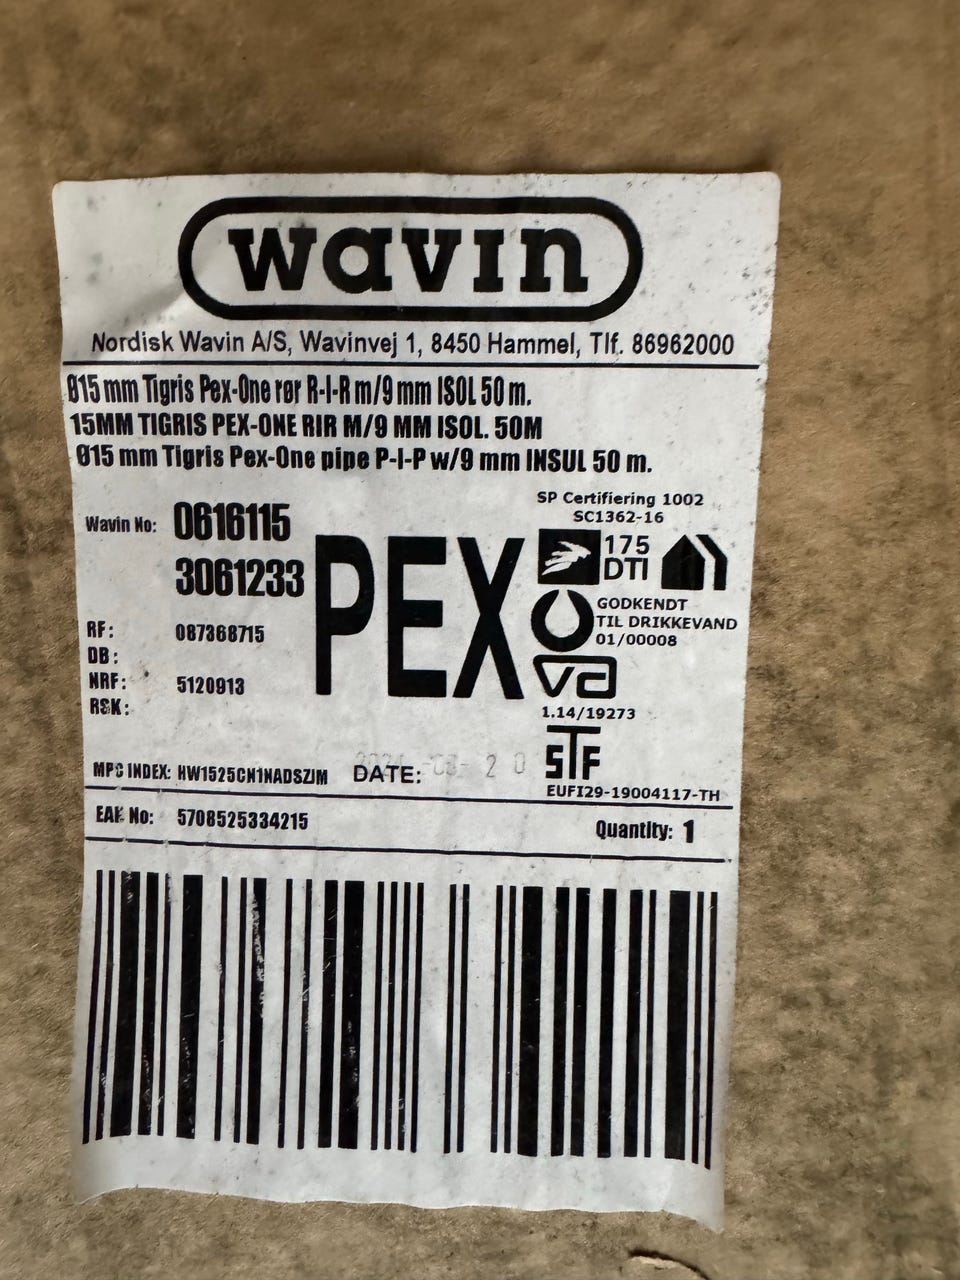 wavin
Nordisk Wavin A/S, Wavinvej 1, 8450 Hammel, Tlf. 86962000
Ø15 mm Tigris Pex-One rør R-I-R m/9 mm ISOL 50 m.
15MM TIGRIS PEX-ONE RIR M/9 MM ISOL. 50M
Ø15 mm Tigris Pex-One pipe P-I-P w/9 mm INSUL 50 m.
Wavin No: 0616115
3061233
RF: 087368715
DB:
NRF: 5120913
RSK:
PEX
SP Certifiering 1002
SC1362-16
175
DTI
GODKENDT
TIL DRIKKEVAND
01/00008
va
1.14/19273
STF
EUFI29-19004117-TH
MPS INDEX: HW1525CN1NADSZJM DATE: -08- 20
EAN No: 5708525334215 Quantity: 1